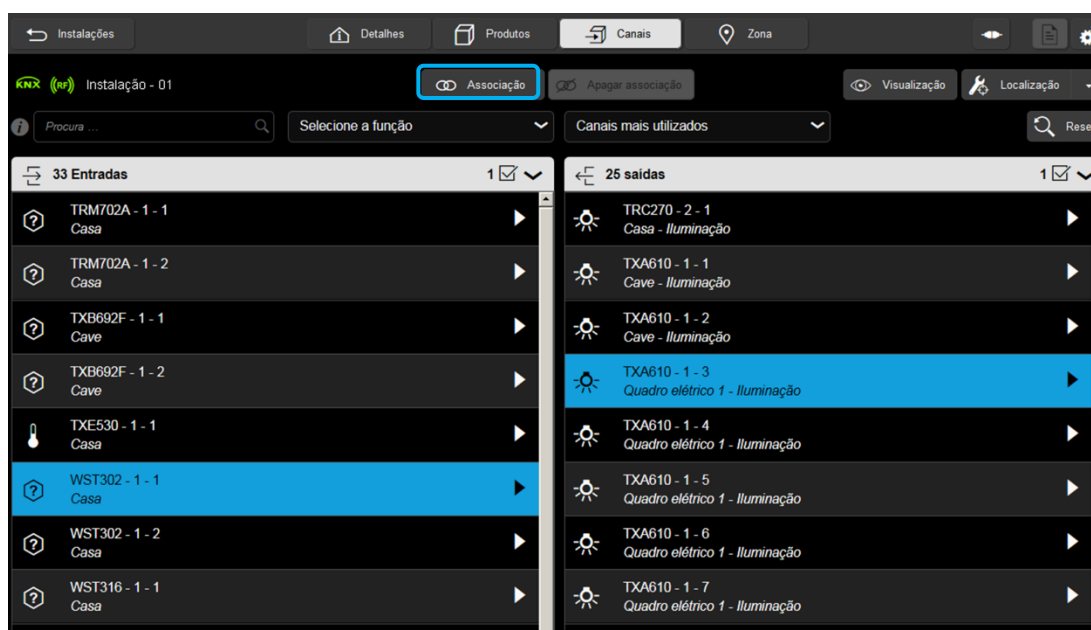 Instalações
Detalhes
Produtos
Canais
Zona
KNX RF Instalação - 01
Associação
Apagar associação
Visualização
Localização
Procura ...
Selecione a função
Canais mais utilizados
Rese
33 Entradas 1
25 saídas 1
TRM702A - 1 - 1
Casa
TRM702A - 1 - 2
Casa
TXB692F - 1 - 1
Cave
TXB692F - 1 - 2
Cave
TXE530 - 1 - 1
Casa
WST302 - 1 - 1
Casa
WST302 - 1 - 2
Casa
WST316 - 1 - 1
Casa
TRC270 - 2 - 1
Casa - Iluminação
TXA610 - 1 - 1
Cave - Iluminação
TXA610 - 1 - 2
Cave - Iluminação
TXA610 - 1 - 3
Quadro elétrico 1 - Iluminação
TXA610 - 1 - 4
Quadro elétrico 1 - Iluminação
TXA610 - 1 - 5
Quadro elétrico 1 - Iluminação
TXA610 - 1 - 6
Quadro elétrico 1 - Iluminação
TXA610 - 1 - 7
Quadro elétrico 1 - Iluminação